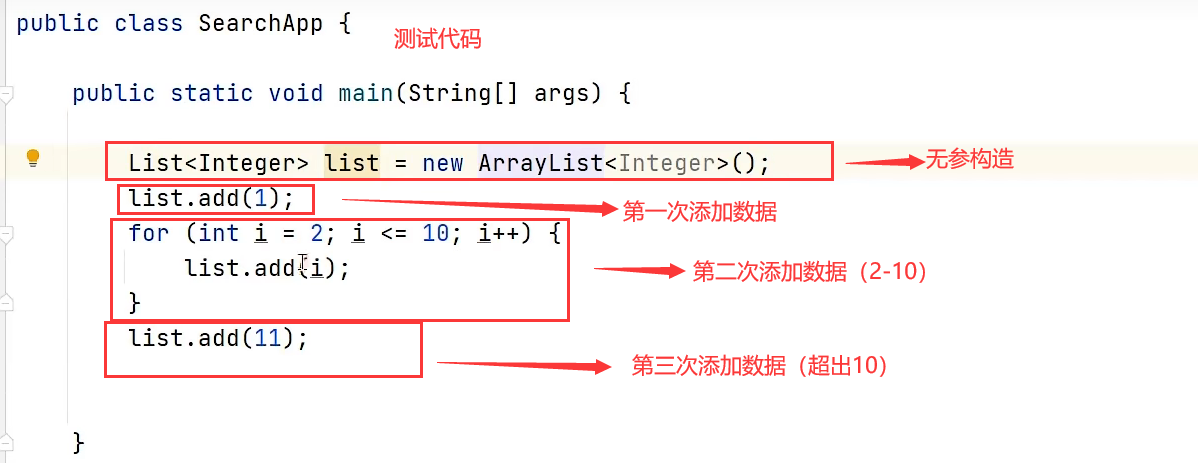 public class SearchApp {
测试代码
public static void main(String[] args) {
List<Integer> list = new ArrayList<Integer>();
无参构造
list.add(1);
第一次添加数据
for (int i = 2; i <= 10; i++) {
list.add(i);
第二次添加数据（2-10）
}
list.add(11);
第三次添加数据（超出10）
}